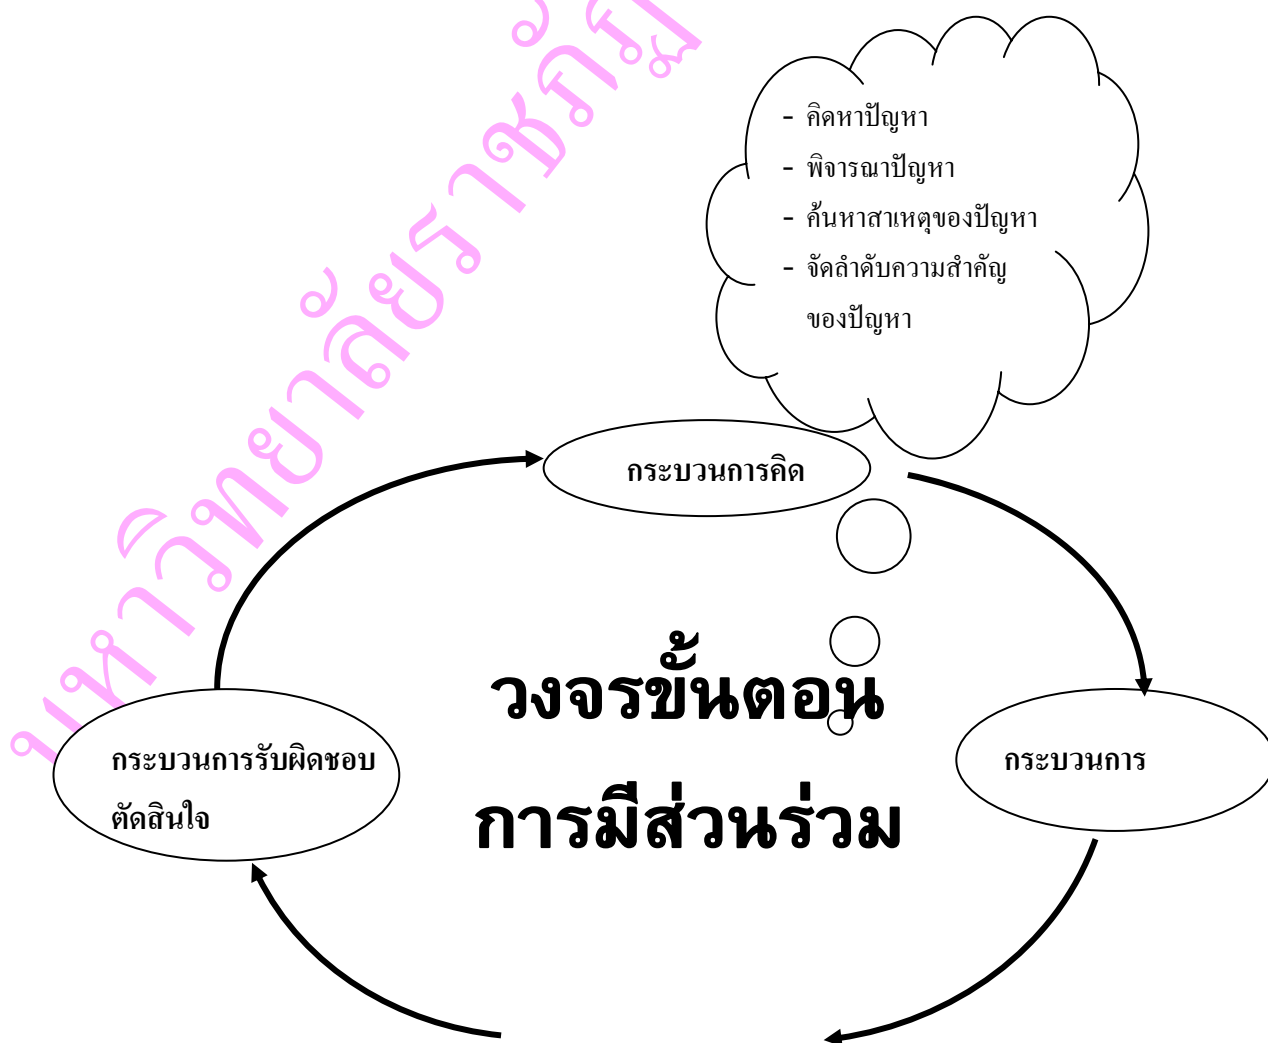 - คิดหาปัญหา
- พิจารณาปัญหา
- ค้นหาสาเหตุของปัญหา
- จัดลำดับความสำคัญ
ของปัญหา
กระบวนการคิด
วงจรขั้นตอน
การมีส่วนร่วม
กระบวนการรับผิดชอบ
ตัดสินใจ
กระบวนการ
มหาวิทยาลัยราชภัฏ